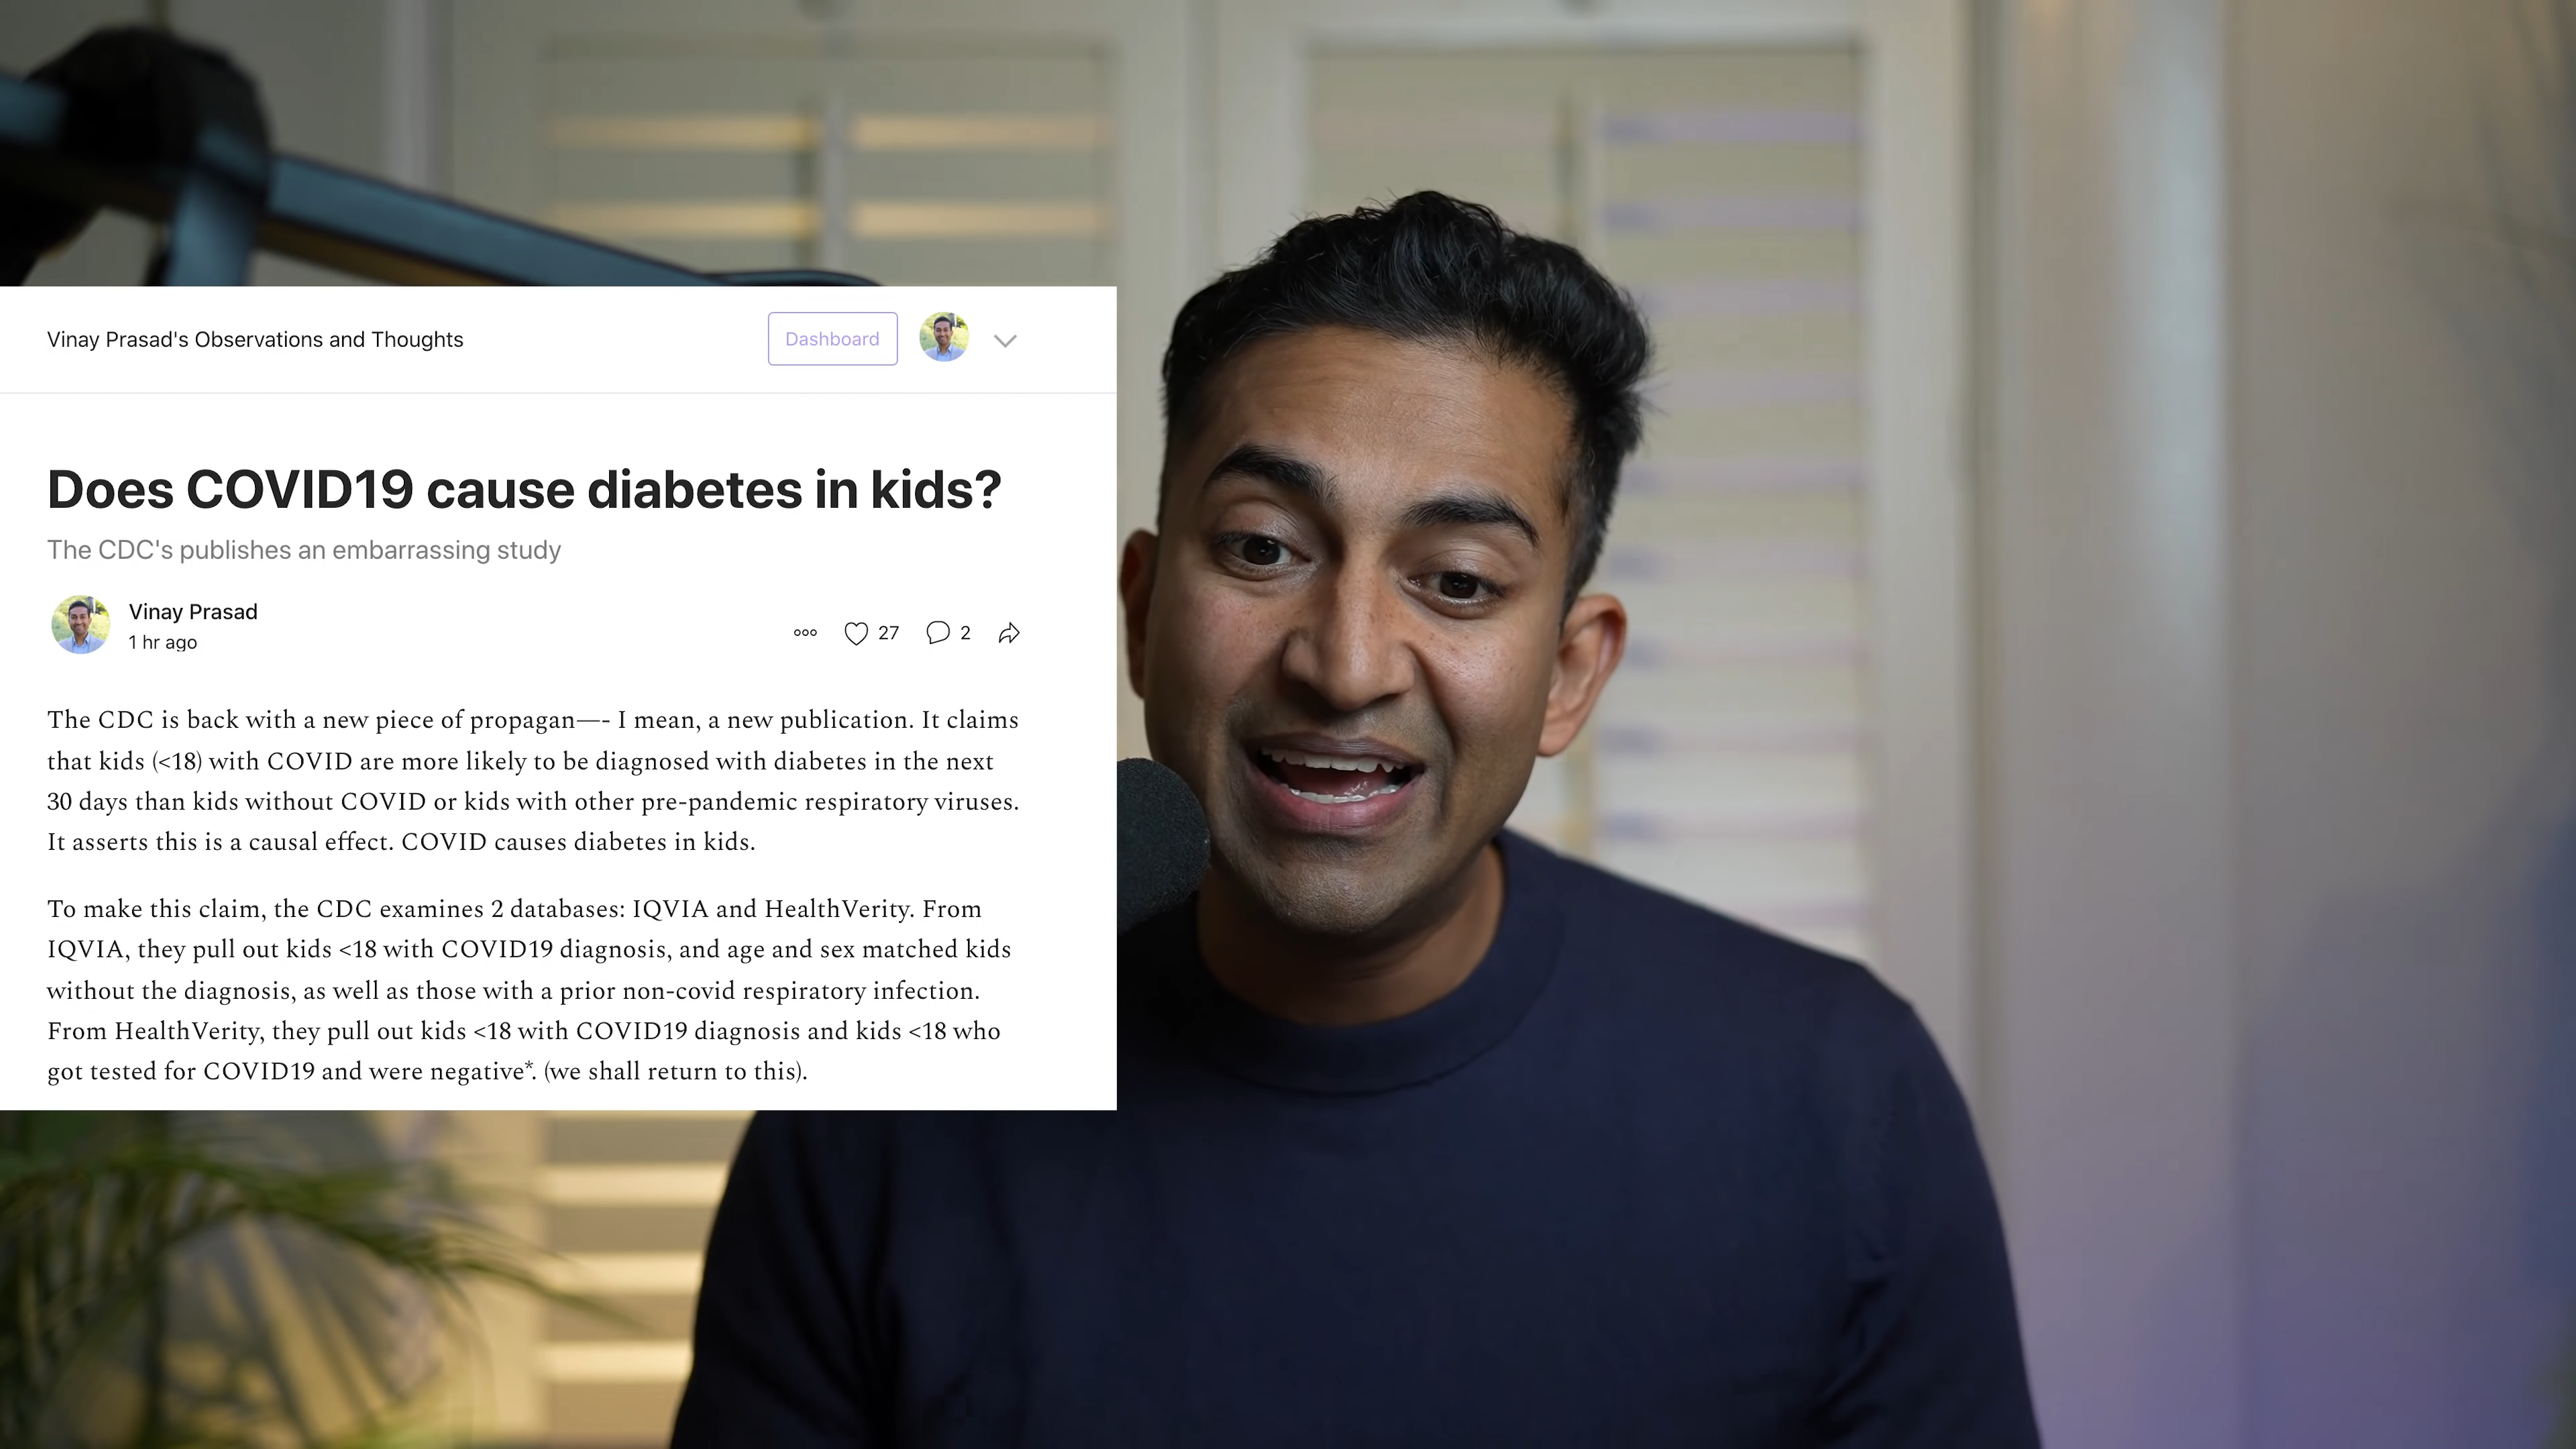 Vinay Prasad's Observations and Thoughts
Dashboard
Does COVID19 cause diabetes in kids?
The CDC's publishes an embarrassing study
Vinay Prasad
1 hr ago
27
2
The CDC is back with a new piece of propagan—- I mean, a new publication. It claims
that kids (<18) with COVID are more likely to be diagnosed with diabetes in the next
30 days than kids without COVID or kids with other pre-pandemic respiratory viruses.
It asserts this is a causal effect. COVID causes diabetes in kids.
To make this claim, the CDC examines 2 databases: IQVIA and HealthVerity. From
IQVIA, they pull out kids <18 with COVID19 diagnosis, and age and sex matched kids
without the diagnosis, as well as those with a prior non-covid respiratory infection.
From HealthVerity, they pull out kids <18 with COVID19 diagnosis and kids <18 who
got tested for COVID19 and were negative*. (we shall return to this).